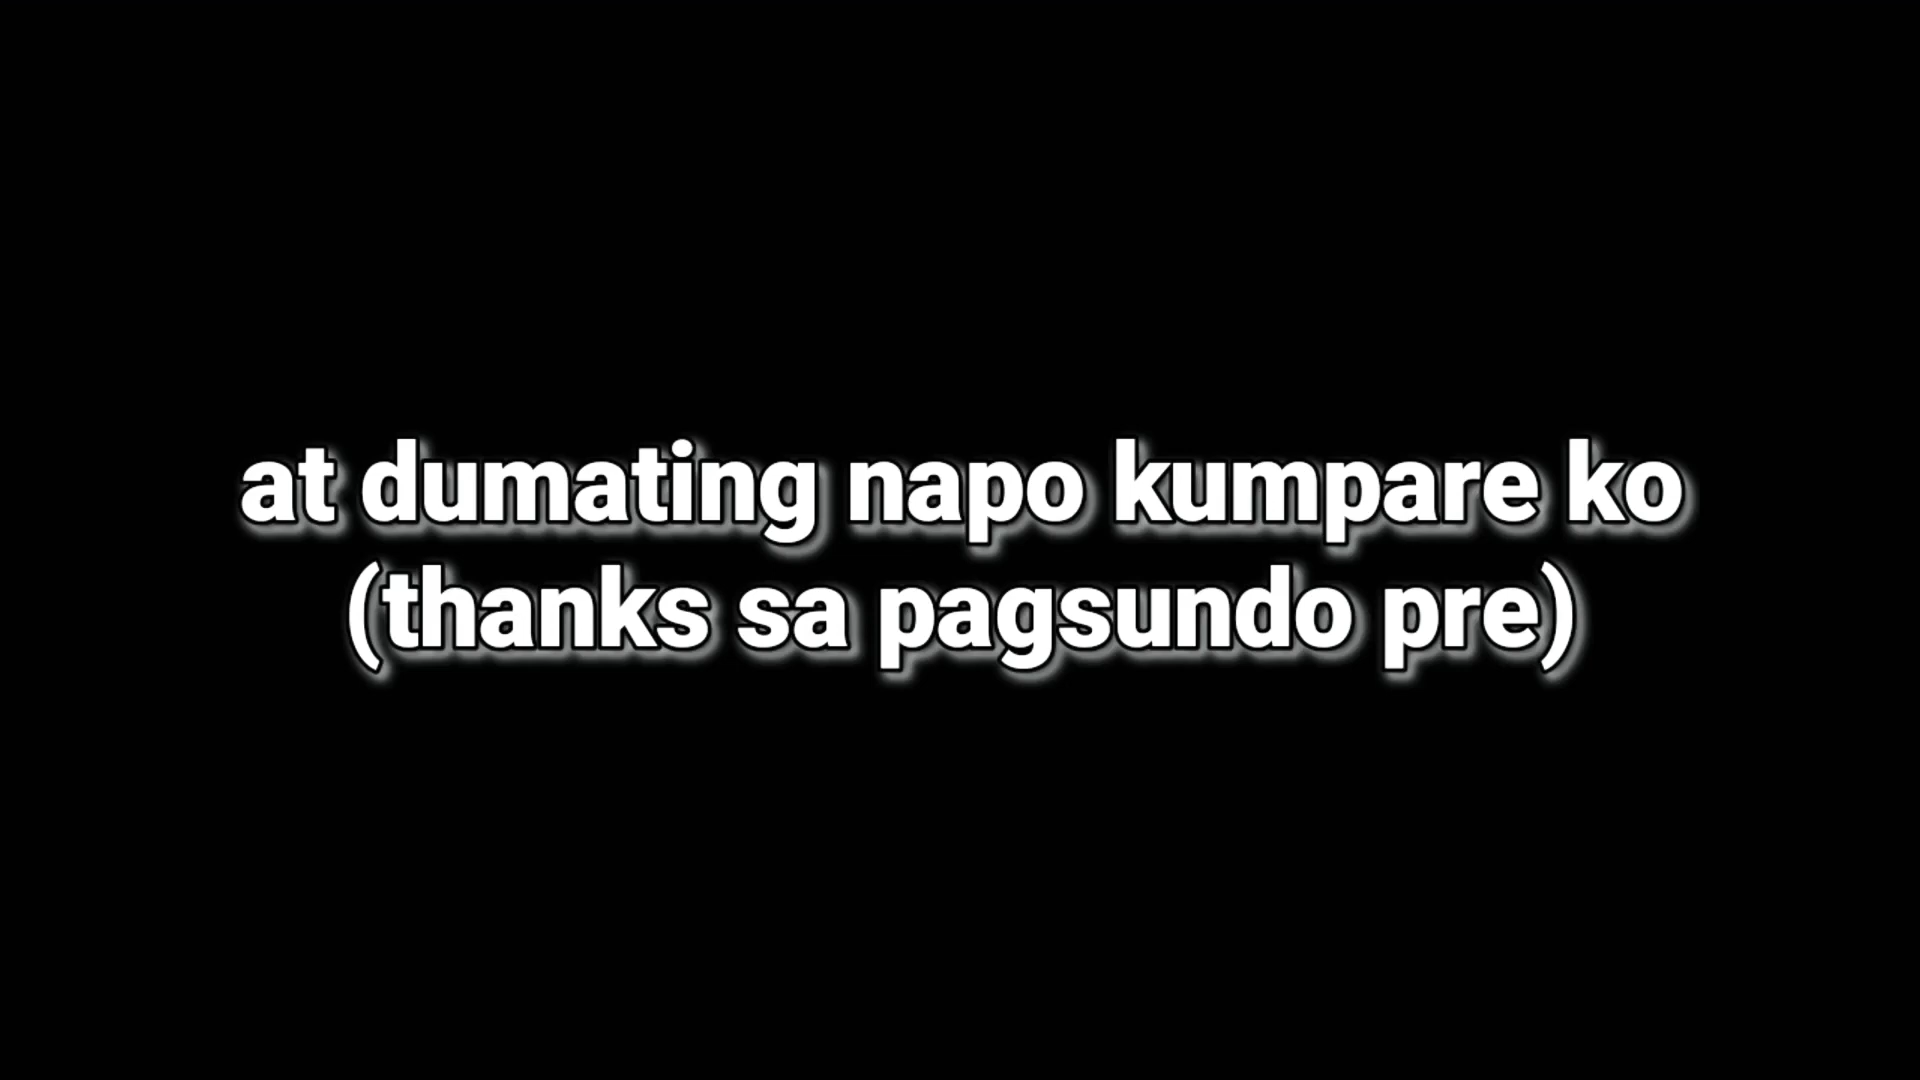 at dumating napo kumpare ko
(thanks sa pagsundo pre)